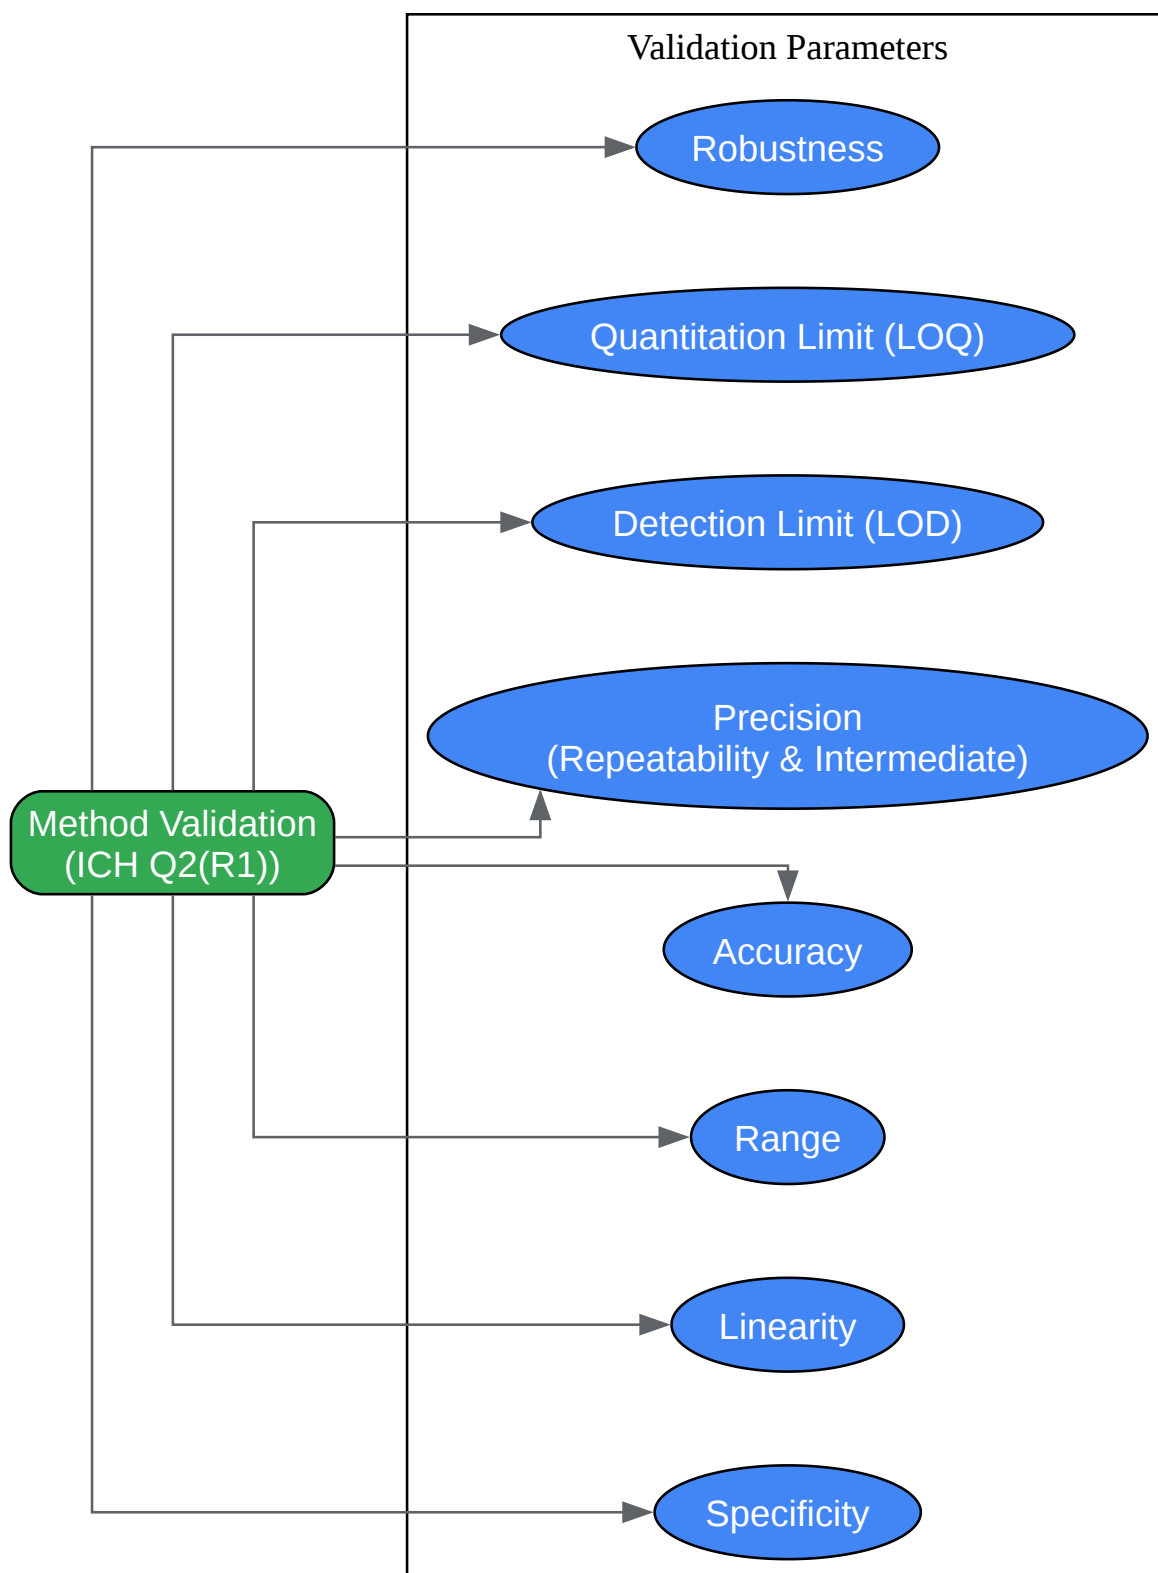 Validation Parameters
Robustness
Quantitation Limit (LOQ)
Detection Limit (LOD)
Precision
(Repeatability & Intermediate)
Method Validation
(ICH Q2(R1))
Accuracy
Range
Linearity
Specificity